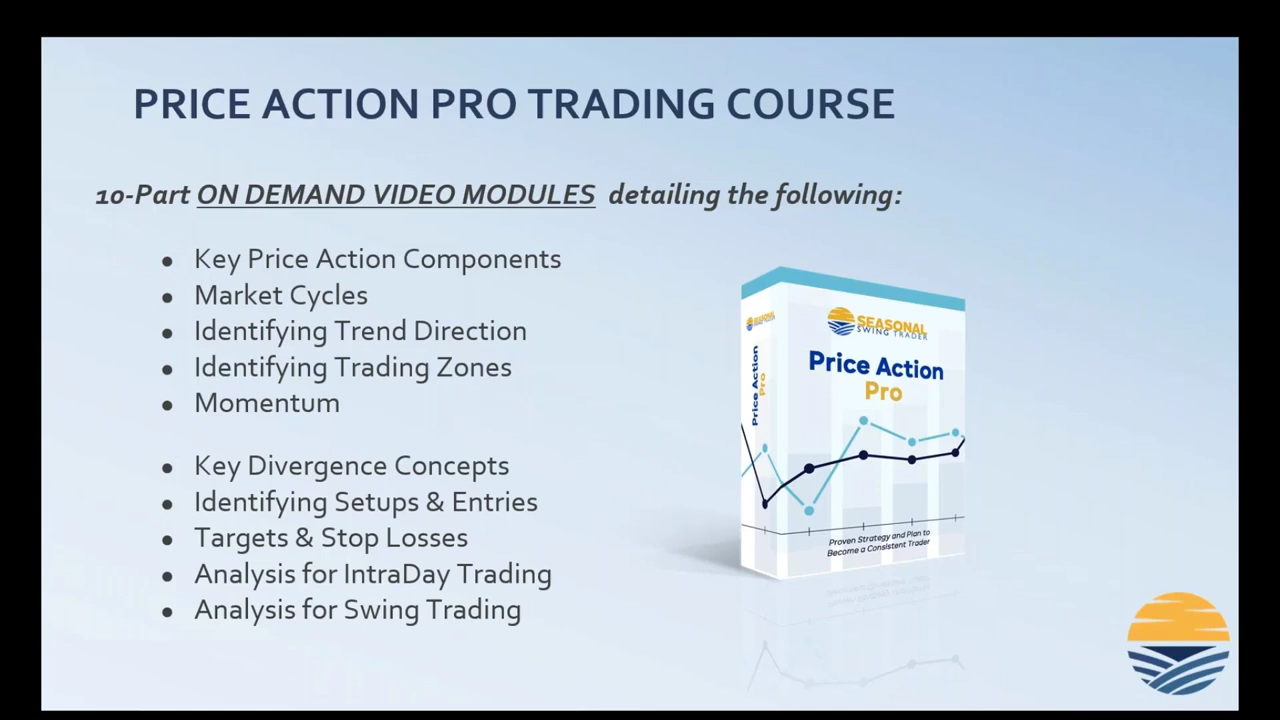 PRICE ACTION PRO TRADING COURSE
10-Part ON DEMAND VIDEO MODULES detailing the following:
● Key Price Action Components
● Market Cycles
● Identifying Trend Direction
● Identifying Trading Zones
● Momentum
● Key Divergence Concepts
● Identifying Setups & Entries
● Targets & Stop Losses
● Analysis for IntraDay Trading
● Analysis for Swing Trading
SEASONAL
SWING TRADER
Price Action
Pro
Price Action
Pro
Proven Strategy and Plan to
Become a Consistent Trader